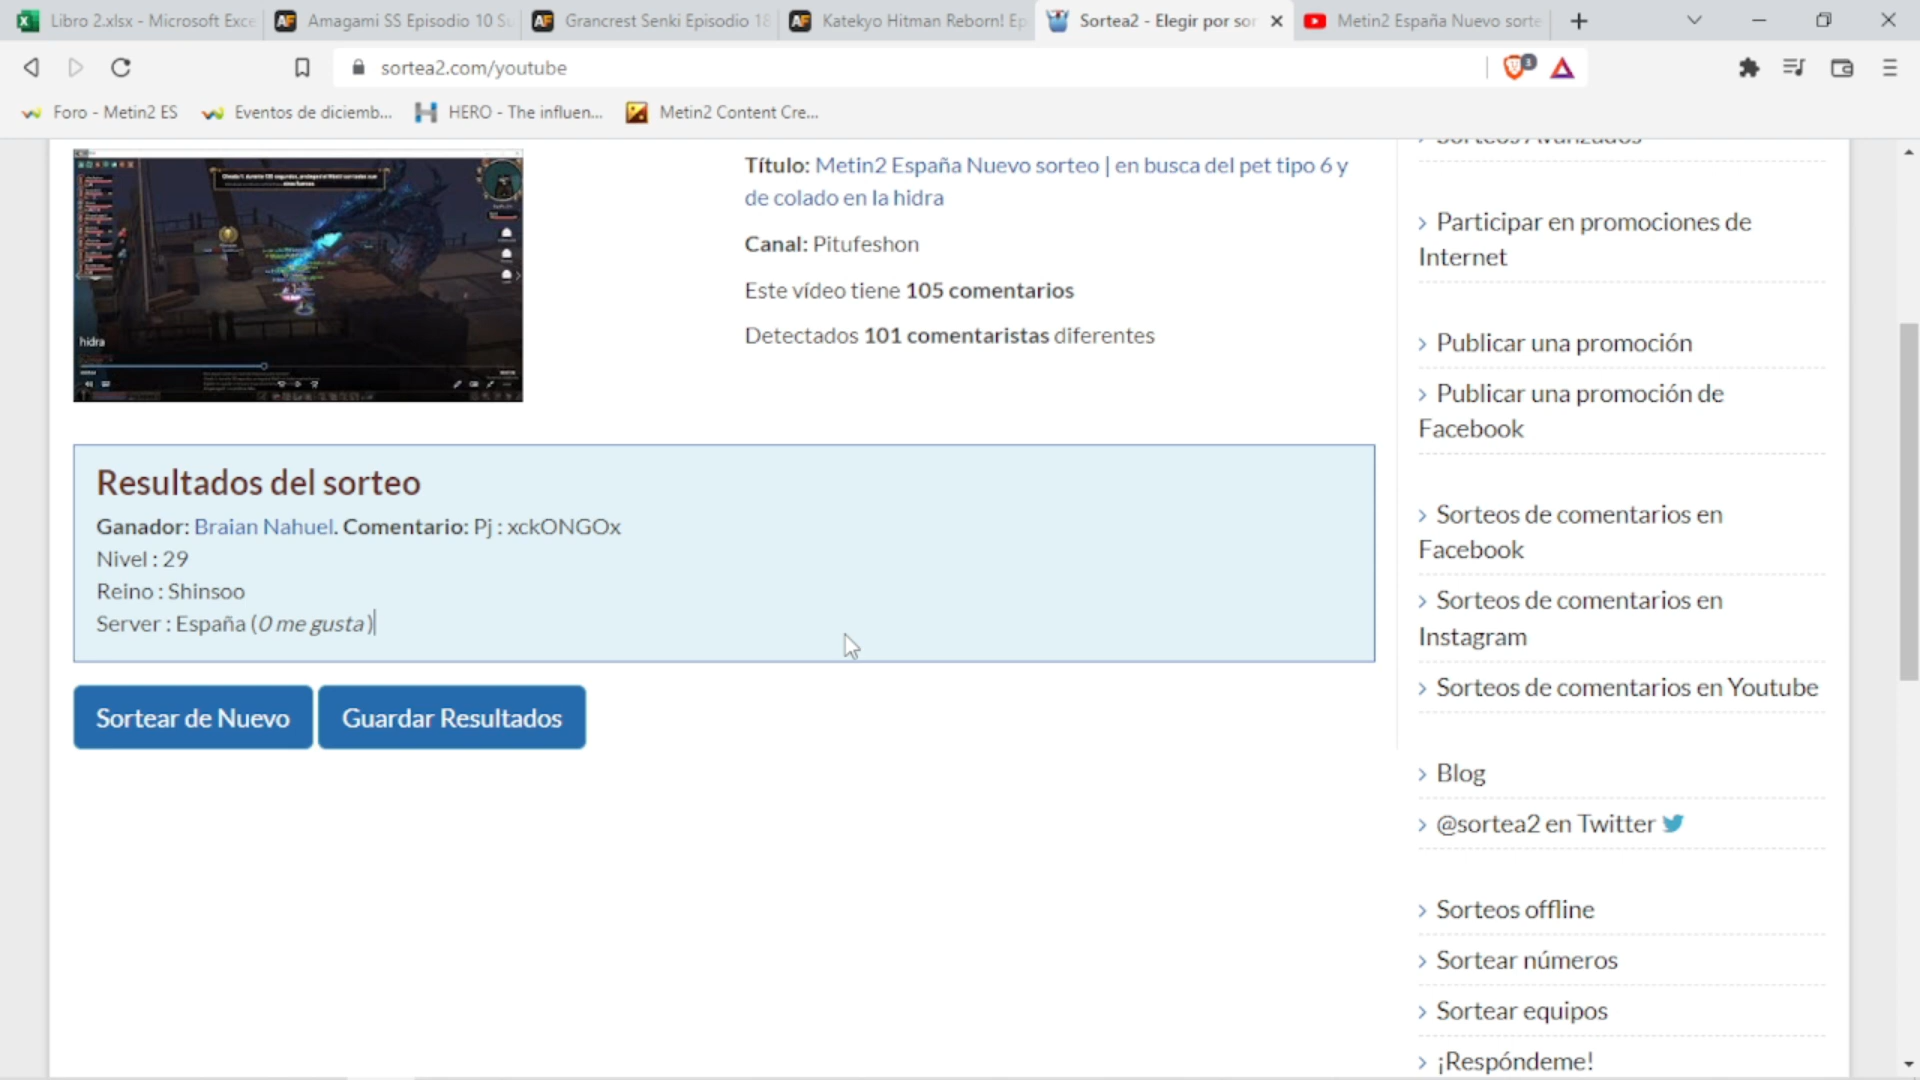 Libro 2.xlsx - Microsoft Exce
Amagami SS Episodio 10 Su
Grancrest Senki Episodio 18
Katekyo Hitman Reborn! Ep
Sortea2 - Elegir por sor
Metin2 España Nuevo sorte
sortea2.com/youtube
3
Foro - Metin2 ES
Eventos de diciemb...
HERO - The influen...
Metin2 Content Cre...
hidra
Título: Metin2 España Nuevo sorteo | en busca del pet tipo 6 y
de colado en la hidra
Canal: Pitufeshon
Este vídeo tiene 105 comentarios
Detectados 101 comentaristas diferentes
Resultados del sorteo
Ganador: Braian Nahuel. Comentario: Pj : xckONGOx
Nivel : 29
Reino : Shinsoo
Server : España (0 me gusta )
Sortear de Nuevo
Guardar Resultados
Sorteos Avanzados
Participar en promociones de
Internet
Publicar una promoción
Publicar una promoción de
Facebook
Sorteos de comentarios en
Facebook
Sorteos de comentarios en
Instagram
Sorteos de comentarios en Youtube
Blog
@sortea2 en Twitter
Sorteos offline
Sortear números
Sortear equipos
¡Respóndeme!